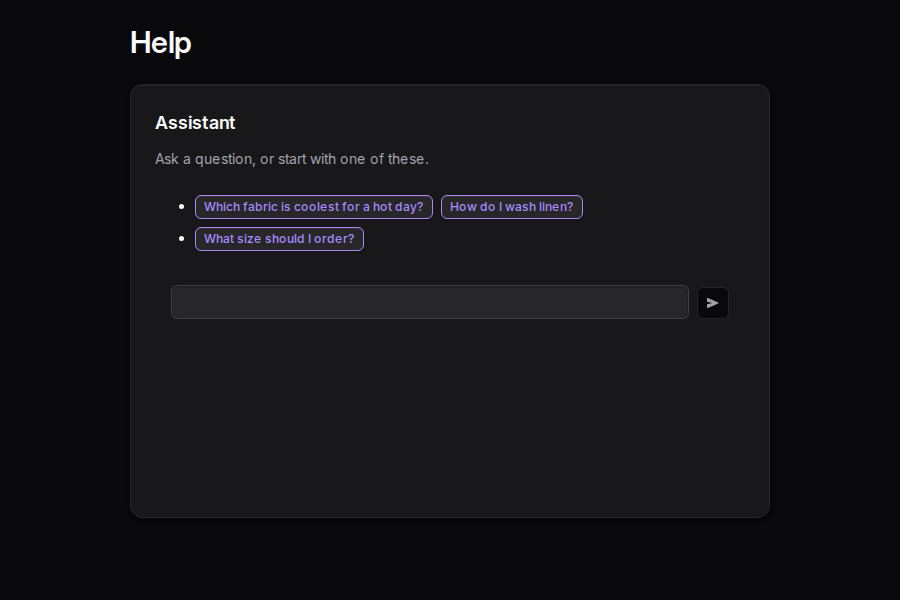 Help
Assistant
Ask a question, or start with one of these.
Which fabric is coolest for a hot day? How do I wash linen?
What size should I order?